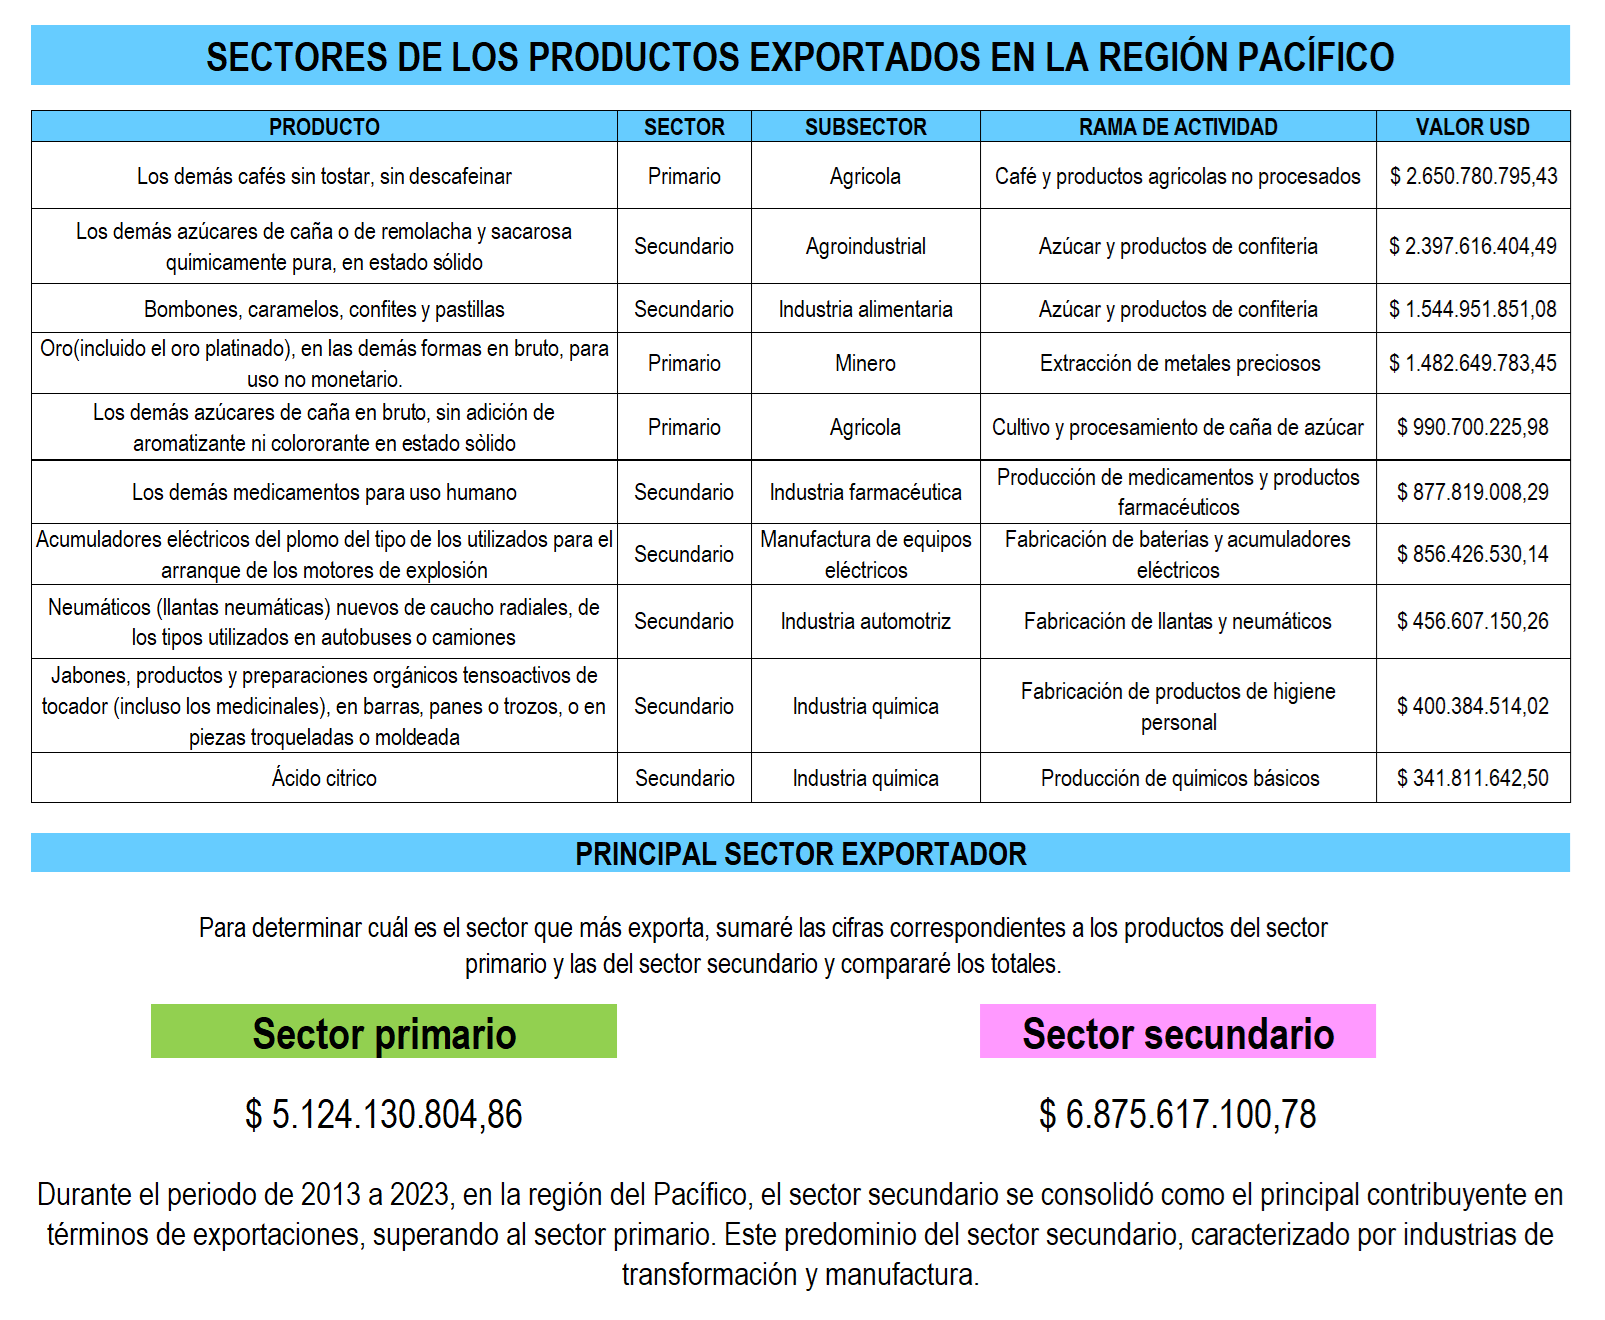 SECTORES DE LOS PRODUCTOS EXPORTADOS EN LA REGIÓN PACÍFICO
PRODUCTO SECTOR SUBSECTOR RAMA DE ACTIVIDAD VALOR USD
Los demás cafés sin tostar, sin descafeinar Primario Agrícola Café y productos agrícolas no procesados $ 2.650.780.795,43
Los demás azúcares de caña o de remolacha y sacarosa
químicamente pura, en estado sólido Secundario Agroindustrial Azúcar y productos de confitería $ 2.397.616.404,49
Bombones, caramelos, confites y pastillas Secundario Industria alimentaria Azúcar y productos de confitería $ 1.544.951.851,08
Oro(incluido el oro platinado), en las demás formas en bruto, para
uso no monetario. Primario Minero Extracción de metales preciosos $ 1.482.649.783,45
Los demás azúcares de caña en bruto, sin adición de
aromatizante ni colororante en estado sòlido Primario Agrícola Cultivo y procesamiento de caña de azúcar $ 990.700.225,98
Los demás medicamentos para uso humano Secundario Industria farmacéutica Producción de medicamentos y productos
farmacéuticos $ 877.819.008,29
Acumuladores eléctricos del plomo del tipo de los utilizados para el
arranque de los motores de explosión Secundario Manufactura de equipos
eléctricos Fabricación de baterías y acumuladores
eléctricos $ 856.426.530,14
Neumáticos (llantas neumáticas) nuevos de caucho radiales, de
los tipos utilizados en autobuses o camiones Secundario Industria automotriz Fabricación de llantas y neumáticos $ 456.607.150,26
Jabones, productos y preparaciones orgánicos tensoactivos de
tocador (incluso los medicinales), en barras, panes o trozos, o en
piezas troqueladas o moldeada Secundario Industria química Fabricación de productos de higiene
personal $ 400.384.514,02
Ácido citrico Secundario Industria química Producción de químicos básicos $ 341.811.642,50
PRINCIPAL SECTOR EXPORTADOR
Para determinar cuál es el sector que más exporta, sumaré las cifras correspondientes a los productos del sector
primario y las del sector secundario y compararé los totales.
Sector primario Sector secundario
$ 5.124.130.804,86 $ 6.875.617.100,78
Durante el periodo de 2013 a 2023, en la región del Pacífico, el sector secundario se consolidó como el principal contribuyente en
términos de exportaciones, superando al sector primario. Este predominio del sector secundario, caracterizado por industrias de
transformación y manufactura.